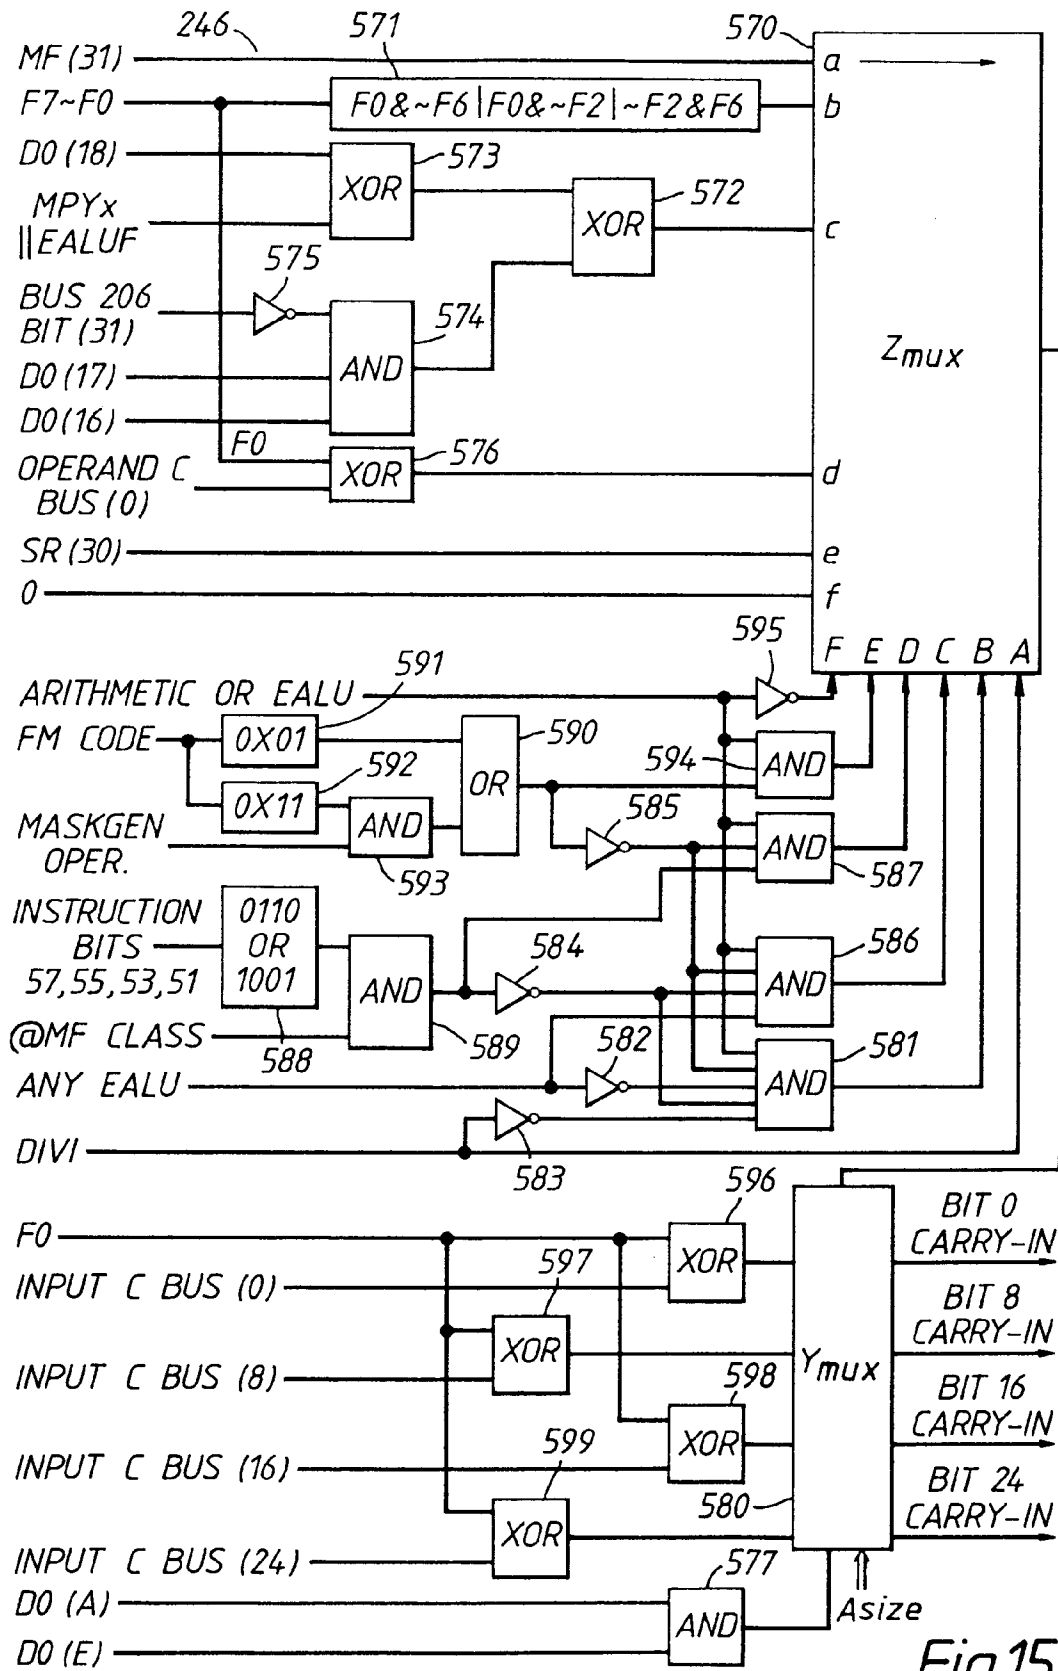 246
571
570
MF (31)
a
F7~F0
F0&~F6|F0&~F2|~F2&F6
b
D0 (18)
573
XOR
572
MPYx
||EALUF
XOR
c
575
BUS 206
BIT (31)
574
Zmux
D0 (17)
AND
D0 (16)
F0
576
OPERAND C
BUS (0)
XOR
d
SR (30)
e
0
f
595
F E D C B A
591
ARITHMETIC OR EALU
FM CODE
0X01
590
592
594
AND
OR
0X11
585
MASKGEN
OPER.
AND
AND
593
587
INSTRUCTION
BITS
57,55,53,51
0110
OR
1001
584
586
AND
AND
@MF CLASS
588
589
582
581
ANY EALU
AND
DIVI
583
596
F0
BIT 0
CARRY-IN
XOR
597
INPUT C BUS (0)
BIT 8
CARRY-IN
XOR
Ymux
INPUT C BUS (8)
598
BIT 16
CARRY-IN
599
XOR
INPUT C BUS (16)
BIT 24
CARRY-IN
580
XOR
INPUT C BUS (24)
577
D0 (A)
Asize
AND
D0 (E)
Fig.15